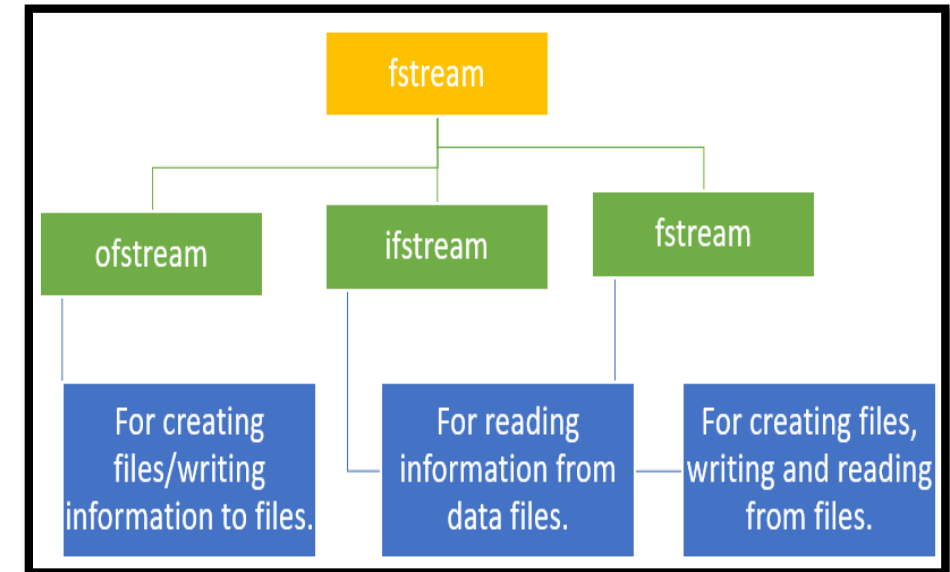 fstream
ofstream
ifstream
fstream
For creating
files/writing
information to files.
For reading
information from
data files.
For creating files,
writing and reading
from files.